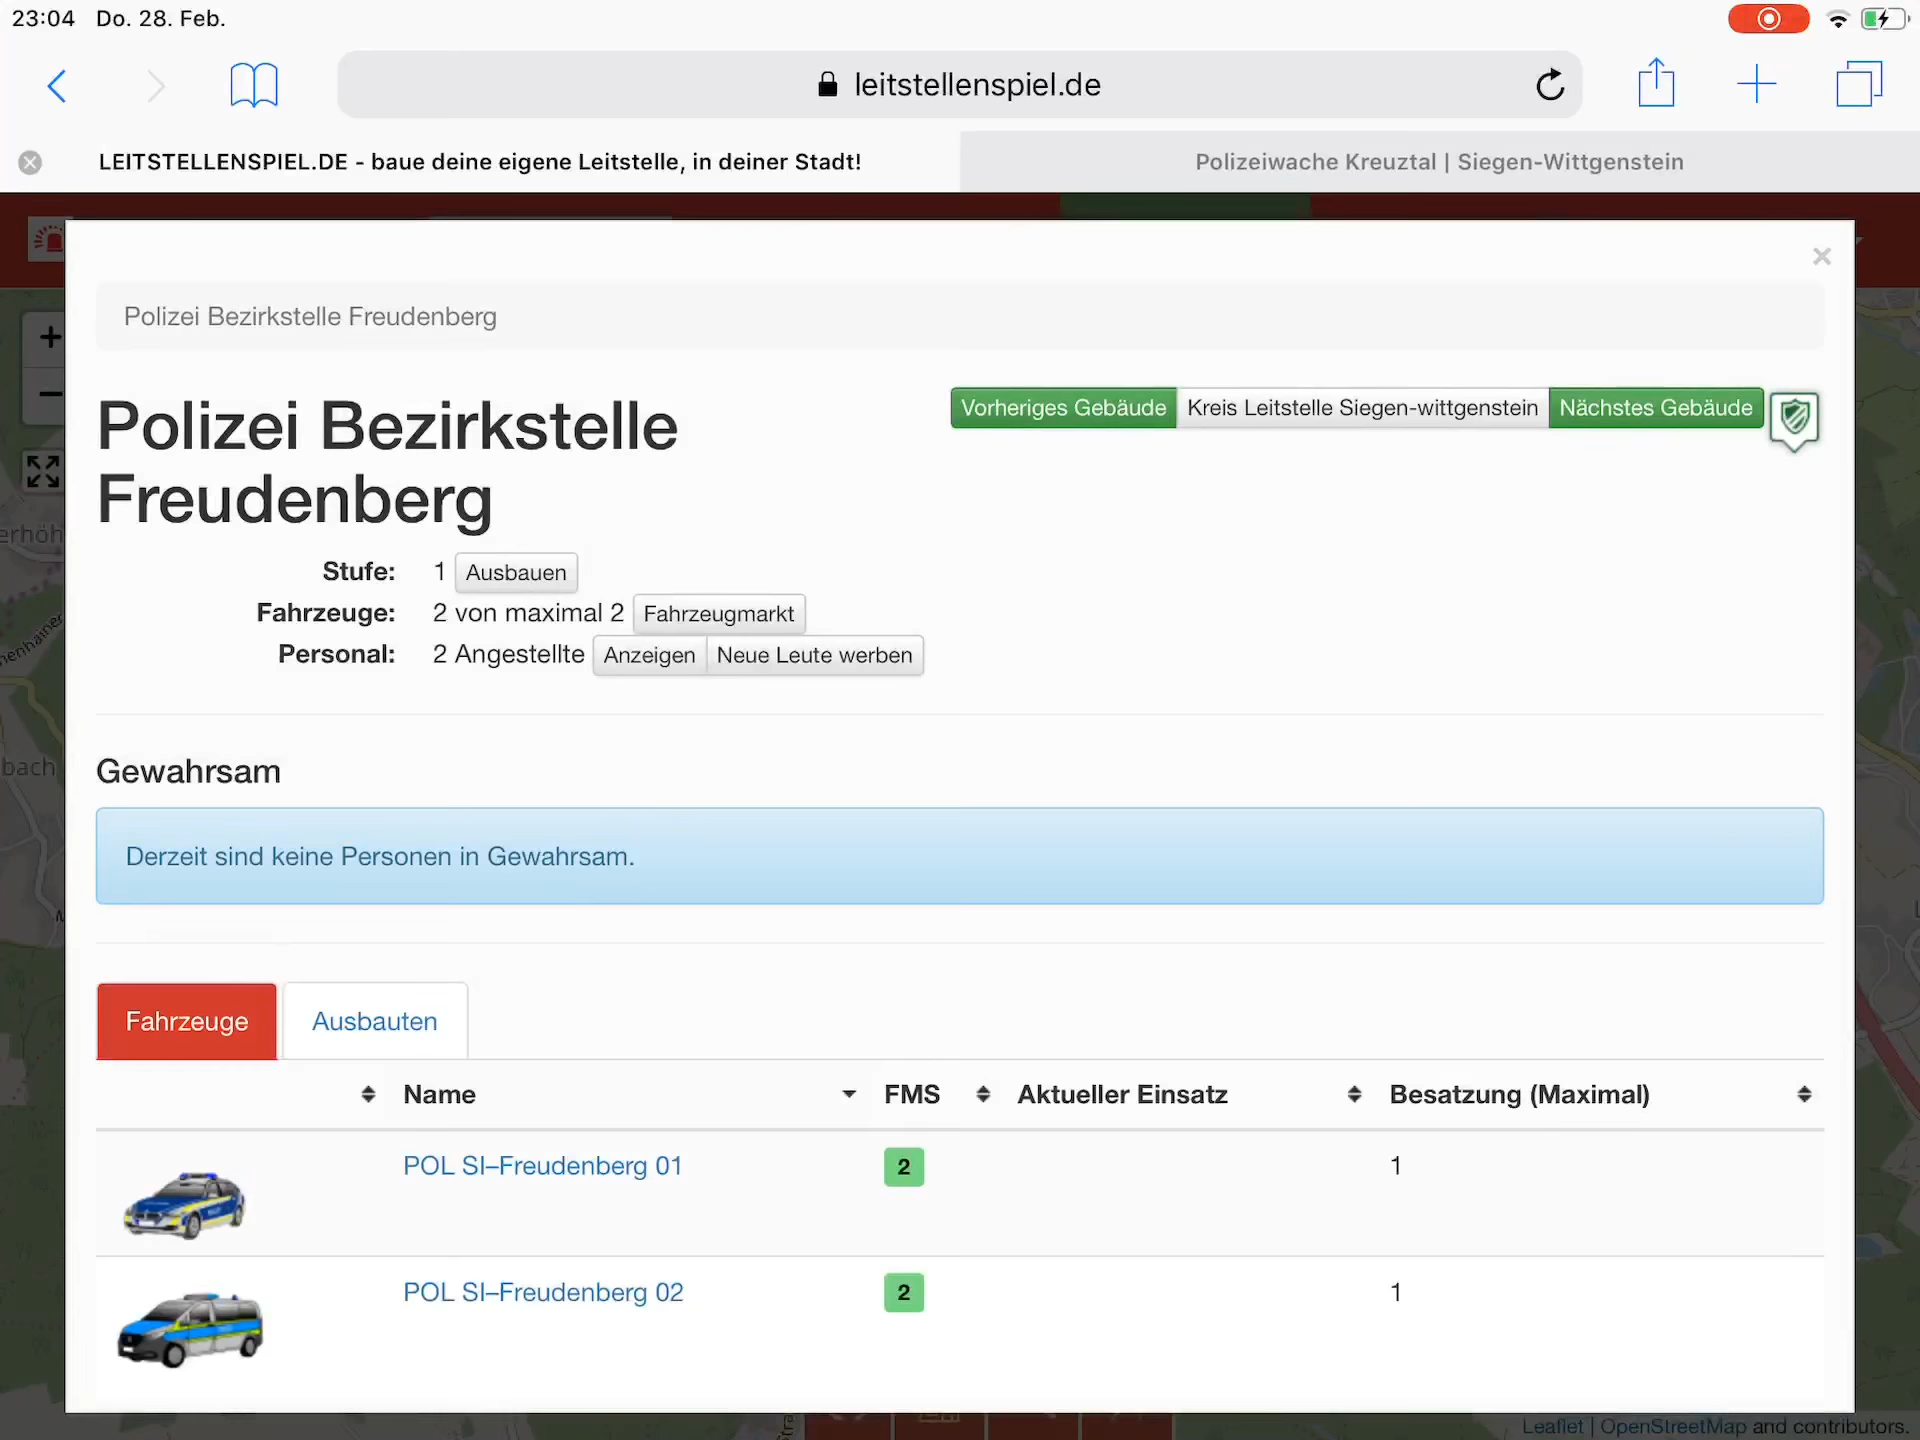 23:04 Do. 28. Feb.
leitstellenspiel.de
LEITSTELLENSPIEL.DE - baue deine eigene Leitstelle, in deiner Stadt!
Polizeiwache Kreuztal | Siegen-Wittgenstein
×
Polizei Bezirkstelle Freudenberg
Polizei Bezirkstelle
Freudenberg
Vorheriges Gebäude Kreis Leitstelle Siegen-wittgenstein Nächstes Gebäude
Stufe: 1 Ausbauen
Fahrzeuge: 2 von maximal 2 Fahrzeugmarkt
Personal: 2 Angestellte Anzeigen Neue Leute werben
Gewahrsam
Derzeit sind keine Personen in Gewahrsam.
Fahrzeuge Ausbauten
Name FMS Aktueller Einsatz Besatzung (Maximal)
POL SI–Freudenberg 01 2 1
POL SI–Freudenberg 02 2 1
Leaflet | OpenStreetMap and contributors.